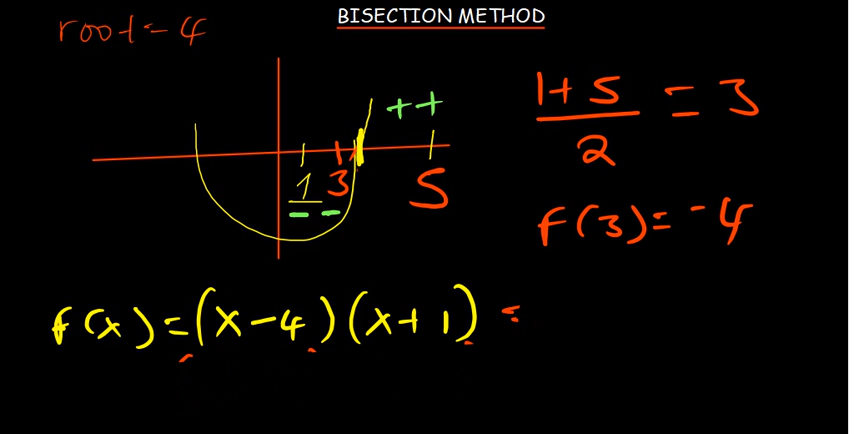 BISECTION METHOD
root - 4
1 + 5 / 2 = 3
+ +
1 3 5
- -
f(3) = -4
f(x) = (x-4)(x+1) =